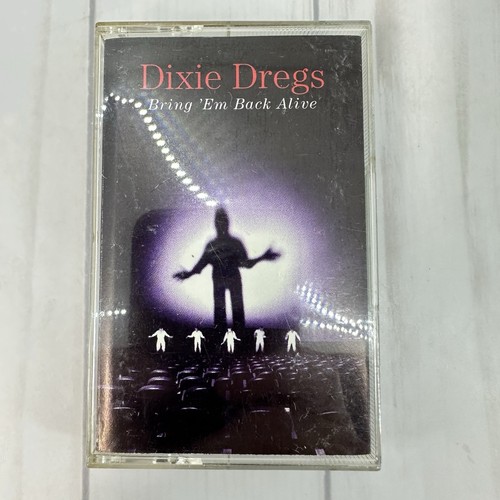 Dixie Dregs
Bring 'Em Back Alive